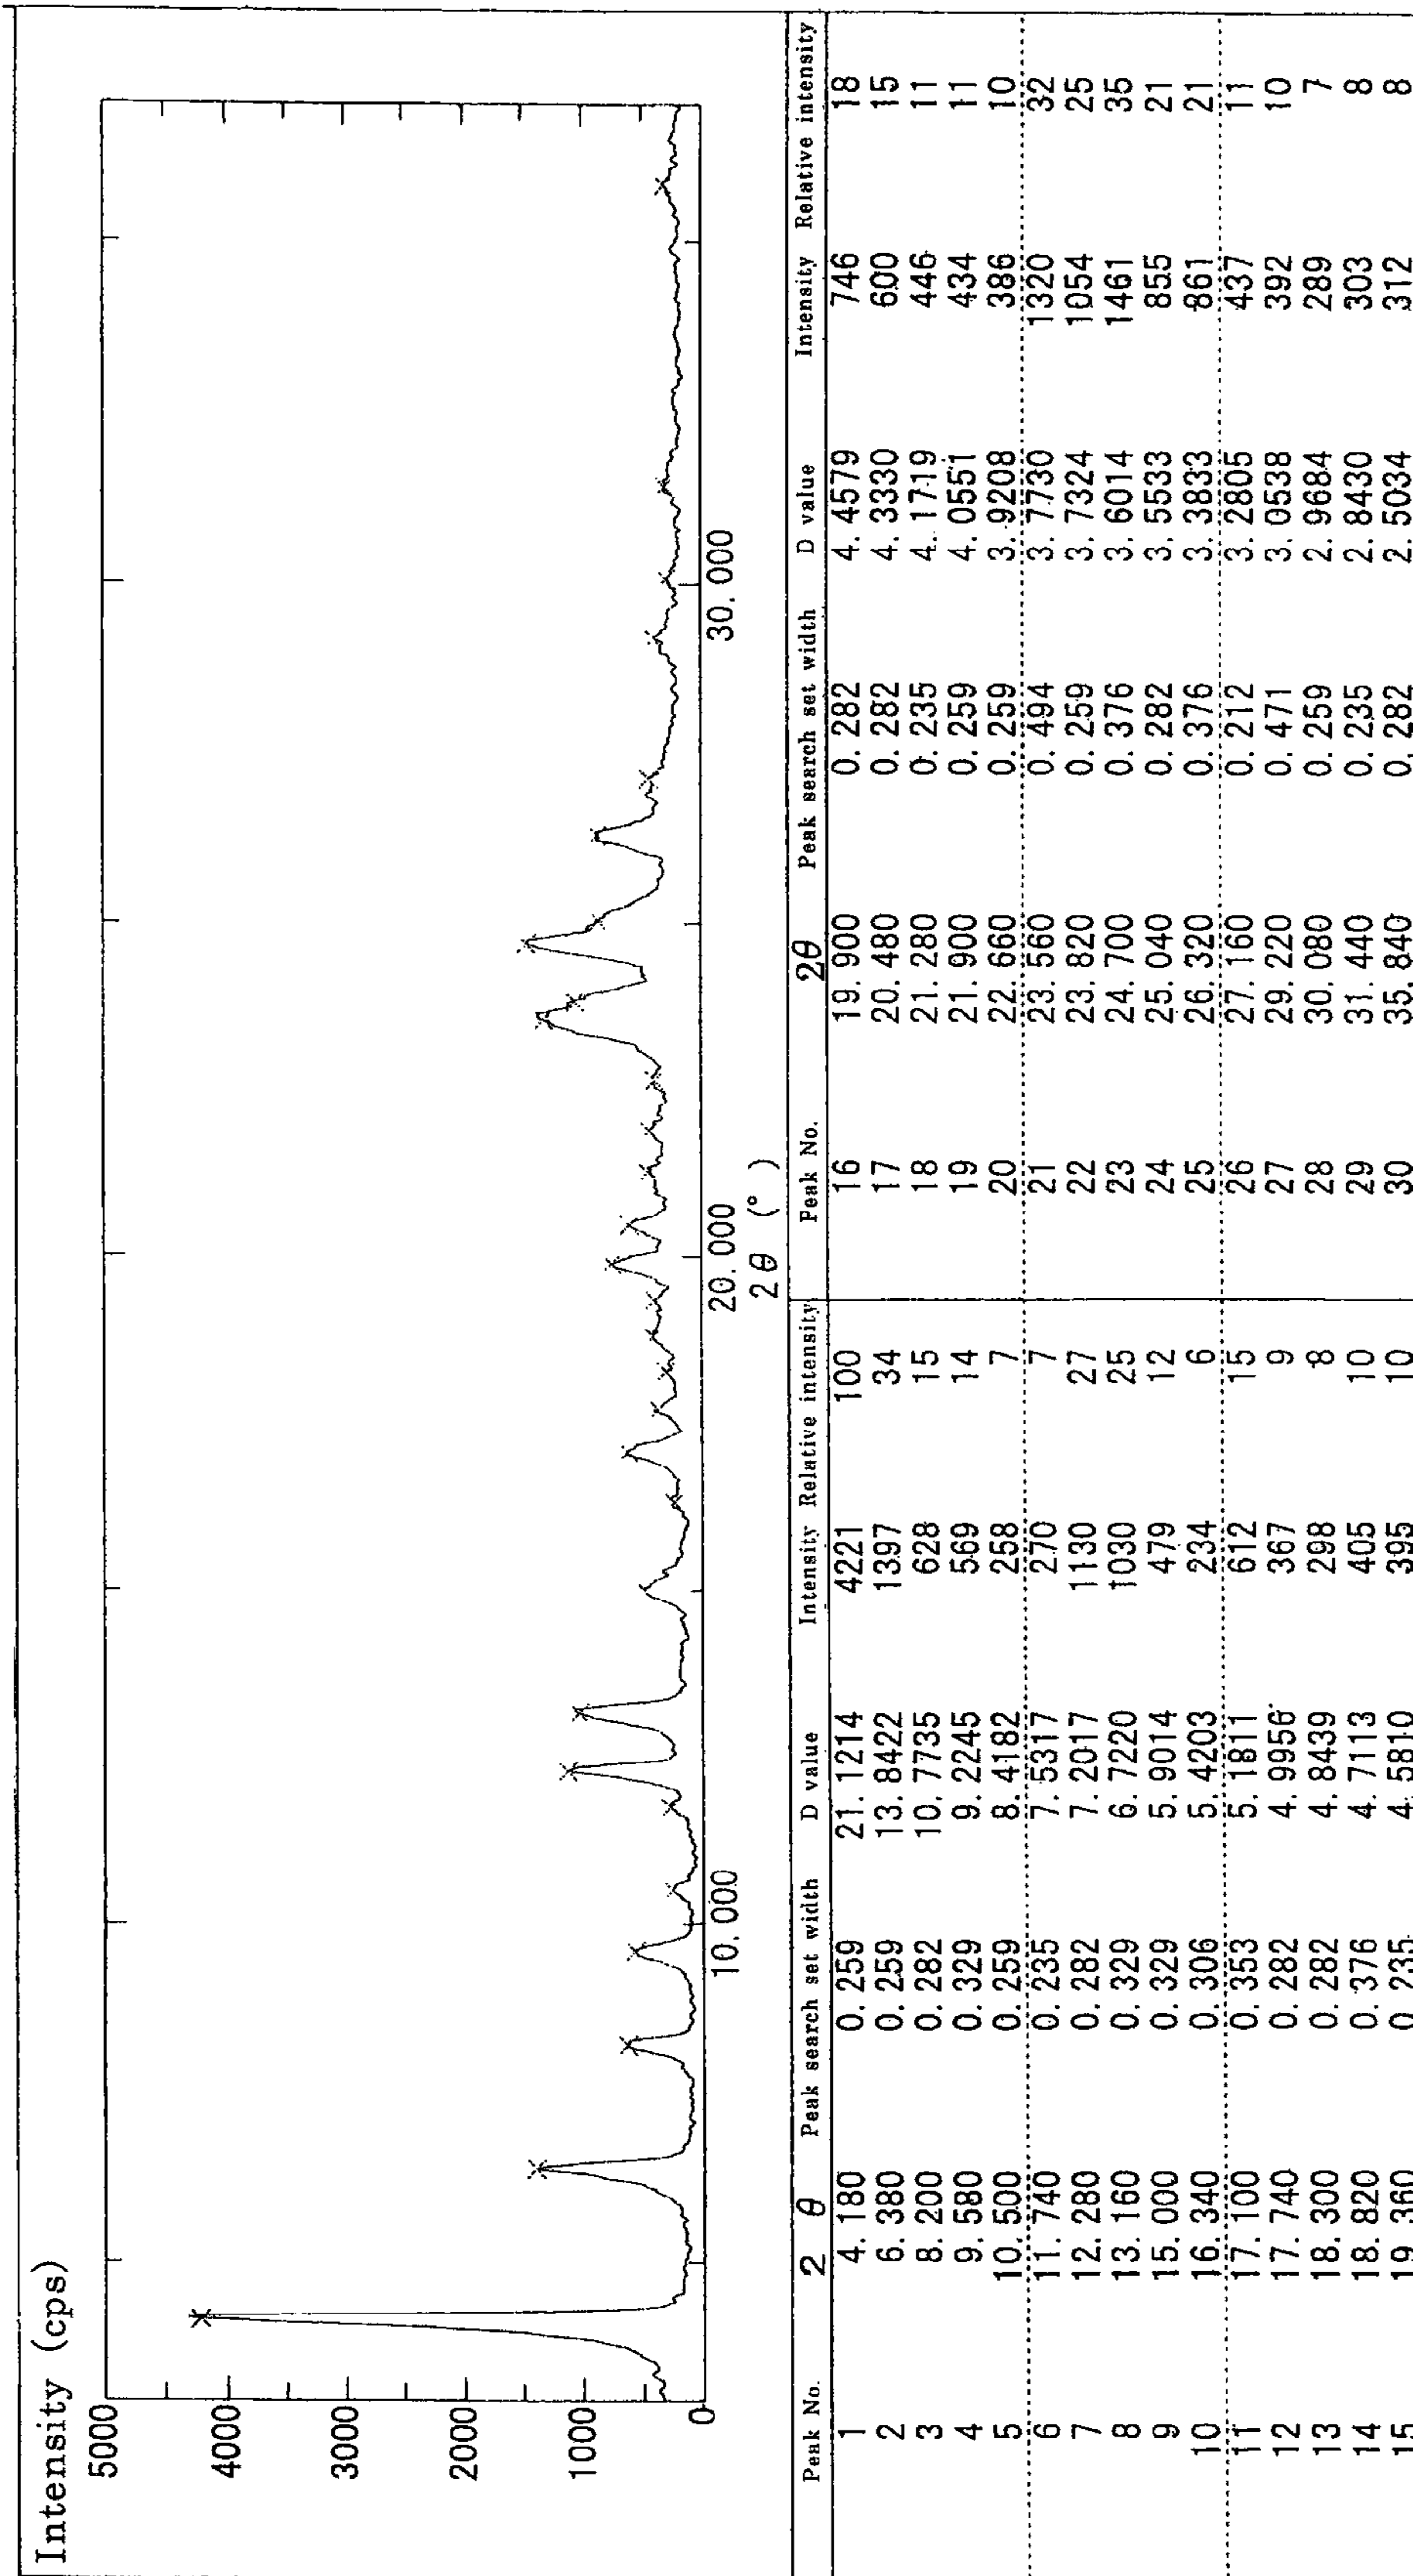 Intensity (cps)
5000
4000
3000
2000
1000
0
10. 000
20. 000
30. 000
2θ (°)
Peak No. 2 θ Peak search set width D value Intensity Relative intensity Peak No. 2θ Peak search set width D value Intensity Relative intensity
1 4. 180 0. 259 21. 1214 4221 100 16 19. 900 0. 282 4. 4579 746 18
2 6. 380 0. 259 13. 8422 1397 34 17 20. 480 0. 282 4. 3330 600 15
3 8. 200 0. 282 10. 7735 628 15 18 21. 280 0. 235 4. 1719 446 11
4 9. 580 0. 329 9. 2245 569 14 19 21. 900 0. 259 4. 0551 434 11
5 10. 500 0. 259 8. 4182 258 7 20 22. 660 0. 259 3. 9208 386 10
6 11. 740 0. 235 7. 5317 270 7 21 23. 560 0. 494 3. 7730 1320 32
7 12. 280 0. 282 7. 2017 1130 27 22 23. 820 0. 259 3. 7324 1054 25
8 13. 160 0. 329 6. 7220 1030 25 23 24. 700 0. 376 3. 6014 1461 35
9 15. 000 0. 329 5. 9014 479 12 24 25. 040 0. 282 3. 5533 855 21
10 16. 340 0. 306 5. 4203 234 6 25 26. 320 0. 376 3. 3833 861 21
11 17. 100 0. 353 5. 1811 612 15 26 27. 160 0. 212 3. 2805 437 11
12 17. 740 0. 282 4. 9956 367 9 27 29. 220 0. 471 3. 0538 392 10
13 18. 300 0. 282 4. 8439 298 8 28 30. 080 0. 259 2. 9684 289 7
14 18. 820 0. 376 4. 7113 405 10 29 31. 440 0. 235 2. 8430 303 8
15 19. 360 0. 235 4. 5810 395 10 30 35. 840 0. 282 2. 5034 312 8